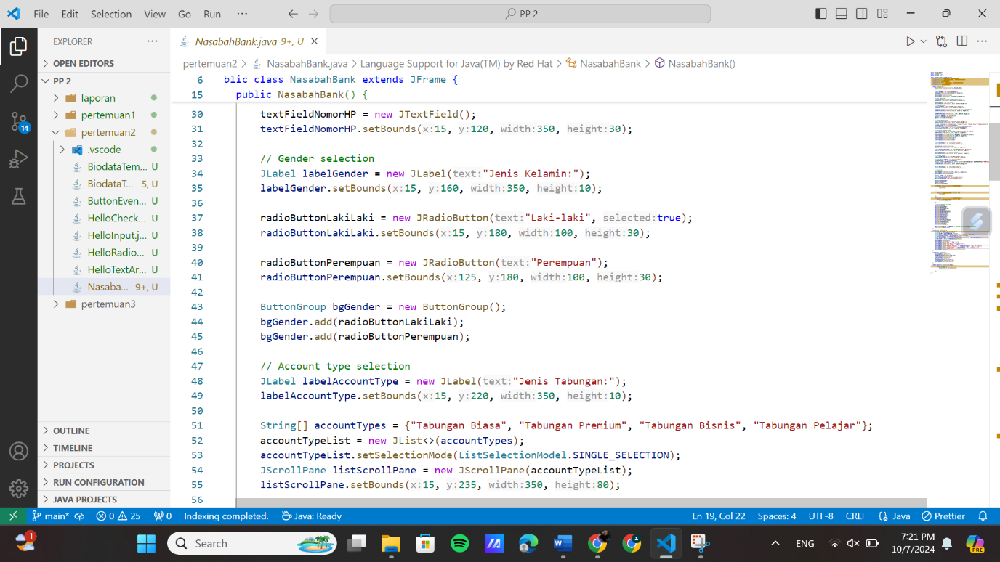 File Edit Selection View Go Run ··· PP 2
EXPLORER ···
OPEN EDITORS
PP 2
laporan
pertemuan1
pertemuan2
.vscode
BiodataTem... U
BiodataT... 5, U
ButtonEven... U
HelloCheck... U
HelloInput.j... U
HelloRadio... U
HelloTextAr... U
Nasaba... 9+, U
pertemuan3
OUTLINE
TIMELINE
PROJECTS
RUN CONFIGURATION
JAVA PROJECTS
14
NasabahBank.java 9+, U
pertemuan2 > NasabahBank.java > Language Support for Java(TM) by Red Hat > NasabahBank > NasabahBank()
6 blic class NasabahBank extends JFrame {
15 public NasabahBank() {
30 textFieldNomorHP = new JTextField();
31 textFieldNomorHP.setBounds(x:15, y:120, width:350, height:30);
32
33 // Gender selection
34 JLabel labelGender = new JLabel(text:"Jenis Kelamin:");
35 labelGender.setBounds(x:15, y:160, width:350, height:10);
36
37 radioButtonLakiLaki = new JRadioButton(text:"Laki-laki", selected:true);
38 radioButtonLakiLaki.setBounds(x:15, y:180, width:100, height:30);
39
40 radioButtonPerempuan = new JRadioButton(text:"Perempuan");
41 radioButtonPerempuan.setBounds(x:125, y:180, width:100, height:30);
42
43 ButtonGroup bgGender = new ButtonGroup();
44 bgGender.add(radioButtonLakiLaki);
45 bgGender.add(radioButtonPerempuan);
46
47 // Account type selection
48 JLabel labelAccountType = new JLabel(text:"Jenis Tabungan:");
49 labelAccountType.setBounds(x:15, y:220, width:350, height:10);
50
51 String[] accountTypes = {"Tabungan Biasa", "Tabungan Premium", "Tabungan Bisnis", "Tabungan Pelajar"};
52 accountTypeList = new JList<>(accountTypes);
53 accountTypeList.setSelectionMode(ListSelectionModel.SINGLE_SELECTION);
54 JScrollPane listScrollPane = new JScrollPane(accountTypeList);
55 listScrollPane.setBounds(x:15, y:235, width:350, height:80);
56
main* 0 25 0 Indexing completed. Java: Ready Ln 19, Col 22 Spaces: 4 UTF-8 CRLF {} Java Prettier
1 Search ENG 7:21 PM
10/7/2024
PRE